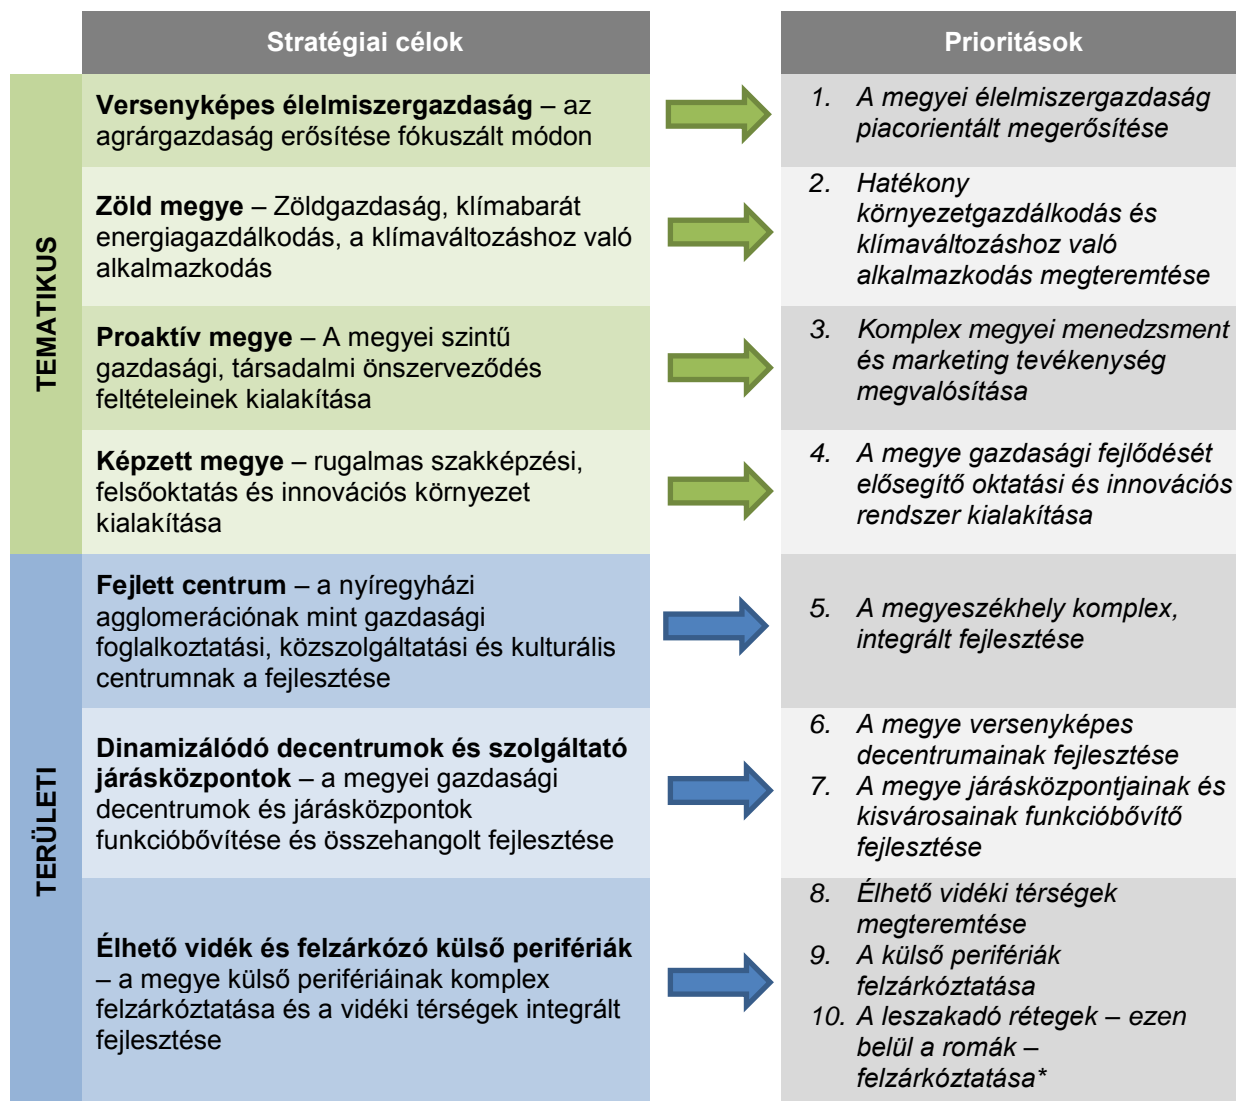 Stratégiai célok
Prioritások
TEMATIKUS
Versenyképes élelmiszergazdaság – az
agrárgazdaság erősítése fókuszált módon
1. A megyei élelmiszergazdaság
piacorientált megerősítése
Zöld megye – Zöldgazdaság, klímabarát
energiagazdálkodás, a klímaváltozáshoz való
alkalmazkodás
2. Hatékony
környezetgazdálkodás és
klímaváltozáshoz való
alkalmazkodás megteremtése
Proaktív megye – A megyei szintű
gazdasági, társadalmi önszerveződés
feltételeinek kialakítása
3. Komplex megyei menedzsment
és marketing tevékenység
megvalósítása
Képzett megye – rugalmas szakképzési,
felsőoktatás és innovációs környezet
kialakítása
4. A megye gazdasági fejlődését
elősegítő oktatási és innovációs
rendszer kialakítása
TERÜLETI
Fejlett centrum – a nyíregyházi
agglomerációnak mint gazdasági
foglalkoztatási, közszolgáltatási és kulturális
centrumnak a fejlesztése
5. A megyeszékhely komplex,
integrált fejlesztése
Dinamizálódó decentrumok és szolgáltató
járásközpontok – a megyei gazdasági
decentrumok és járásközpontok
funkcióbővítése és összehangolt fejlesztése
6. A megye versenyképes
decentrumainak fejlesztése
7. A megye járásközpontjainak és
kisvárosainak funkcióbővítő
fejlesztése
Élhető vidék és felzárkózó külső perifériák
– a megye külső perifériáinak komplex
felzárkóztatása és a vidéki térségek integrált
fejlesztése
8. Élhető vidéki térségek
megteremtése
9. A külső perifériák
felzárkóztatása
10. A leszakadó rétegek – ezen
belül a romák –
felzárkóztatása*